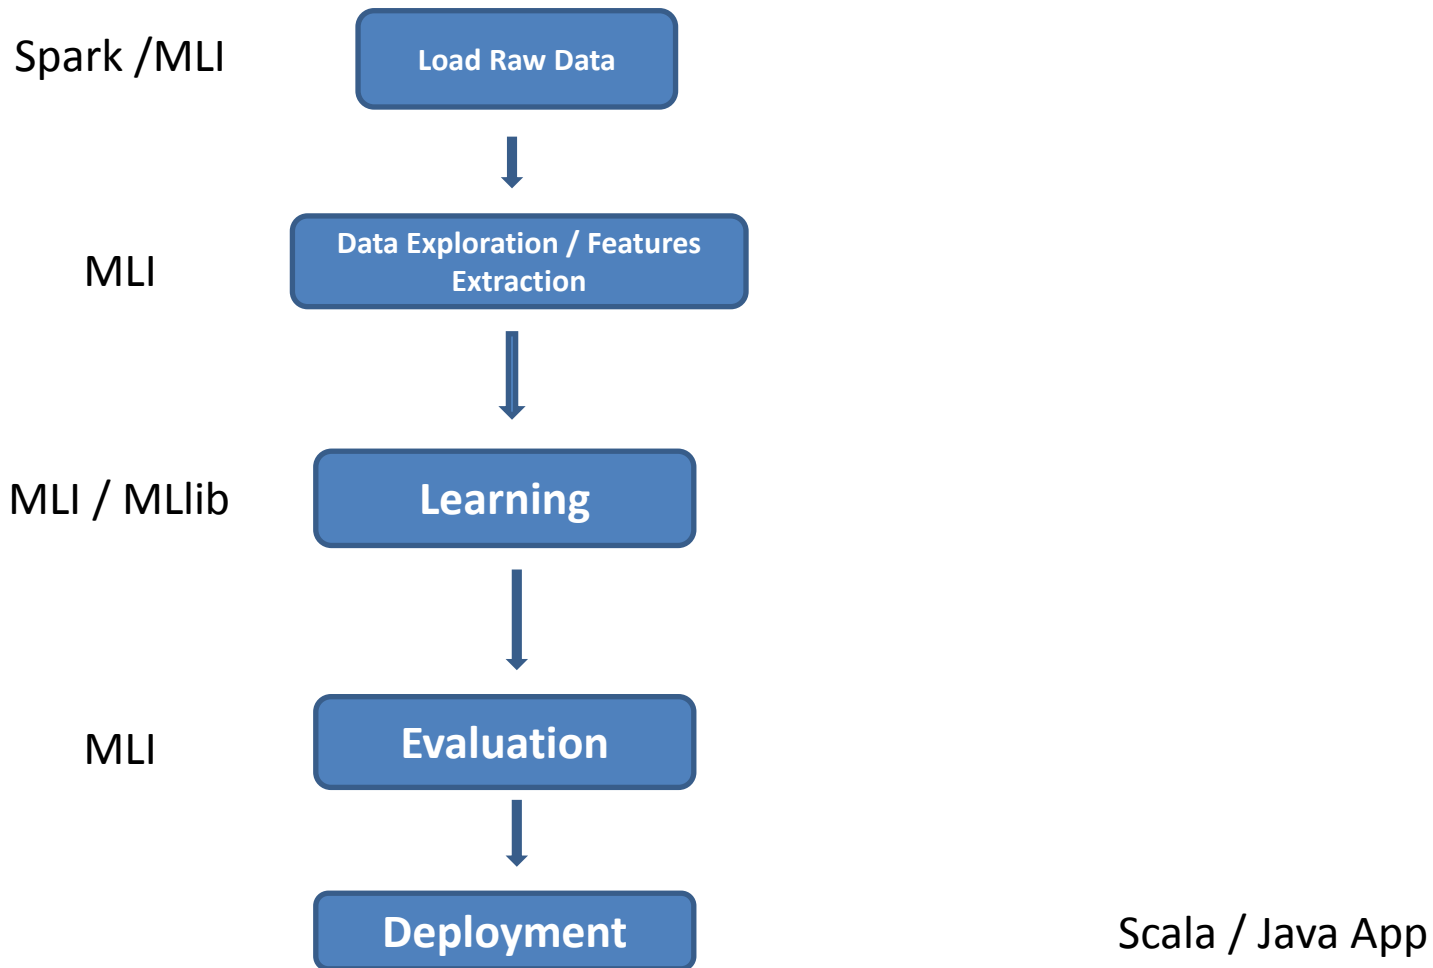 Spark /MLI
Load Raw Data
MLI
Data Exploration / Features
Extraction
MLI / MLlib
Learning
MLI
Evaluation
Deployment
Scala / Java App